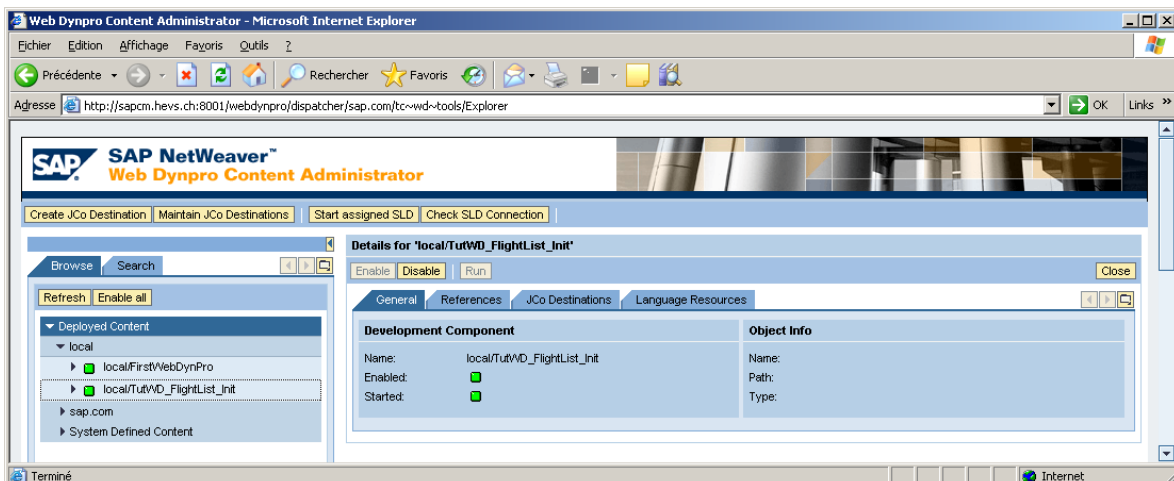 Web Dynpro Content Administrator - Microsoft Internet Explorer
Fichier Edition Affichage Favoris Outils ?
Précédente Rechercher Favoris
Adresse http://sapcm.hevs.ch:8001/webdynpro/dispatcher/sap.com/tc~wd~tools/Explorer OK Links »
SAP SAP NetWeaver™
Web Dynpro Content Administrator
Create JCo Destination Maintain JCo Destinations Start assigned SLD Check SLD Connection
Details for 'local/TutWD_FlightList_Init'
Browse Search
Enable Disable Run Close
Refresh Enable all
General References JCo Destinations Language Resources
Deployed Content
Development Component Object Info
local
Name: local/TutWD_FlightList_Init Name:
local/FirstWebDynPro
Enabled: Path:
local/TutWD_FlightList_Init
Started: Type:
sap.com
System Defined Content
Terminé Internet